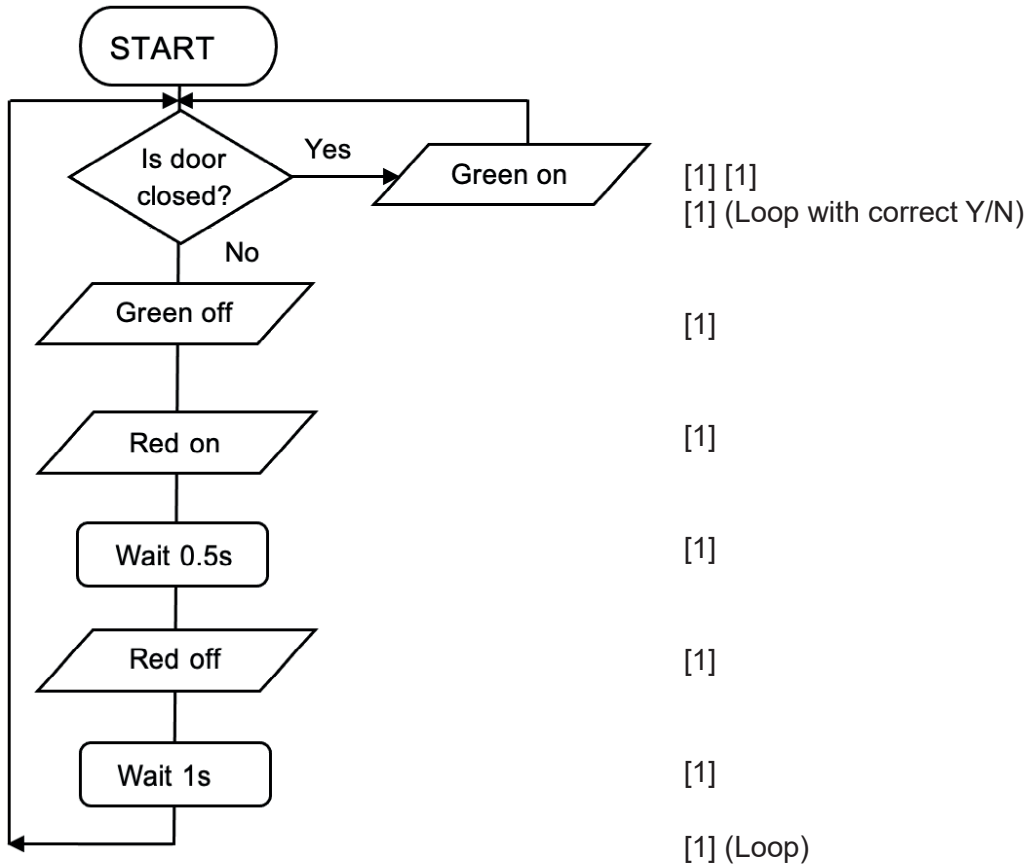 START
Is door
closed?
Yes
Green on
[1] [1]
[1] (Loop with correct Y/N)
No
Green off
[1]
Red on
[1]
Wait 0.5s
[1]
Red off
[1]
Wait 1s
[1]
[1] (Loop)